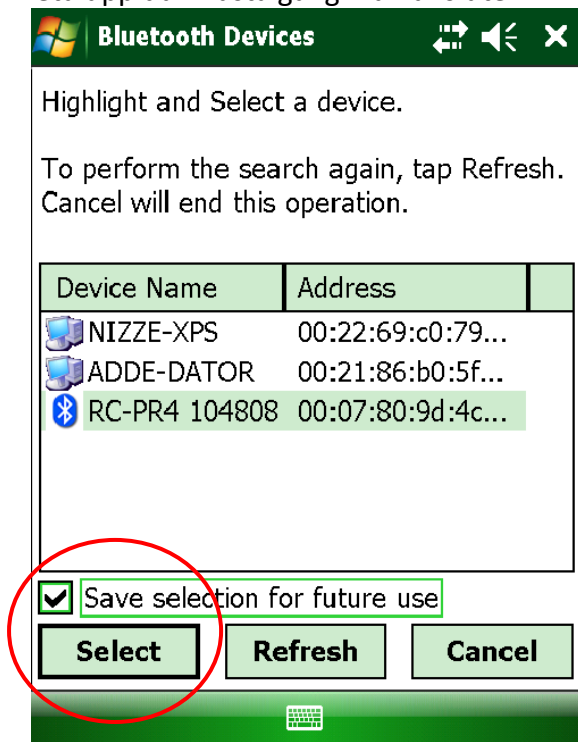 Bluetooth Devices
Highlight and Select a device.
To perform the search again, tap Refresh.
Cancel will end this operation.
Device Name Address
NIZZE-XPS 00:22:69:c0:79...
ADDE-DATOR 00:21:86:b0:5f...
RC-PR4 104808 00:07:80:9d:4c...
Save selection for future use
Select Refresh Cancel